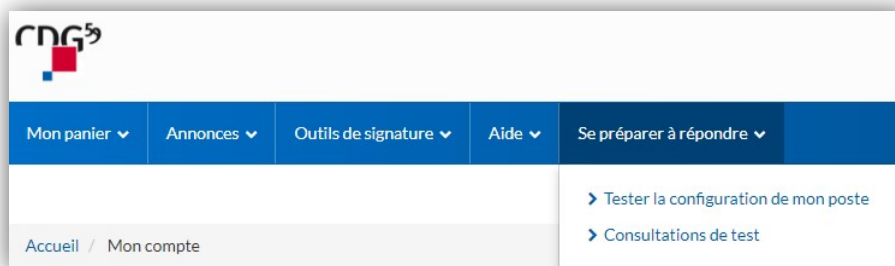 CDG59
Mon panier Annonces Outils de signature Aide Se préparer à répondre
Tester la configuration de mon poste
Consultations de test
Accueil / Mon compte